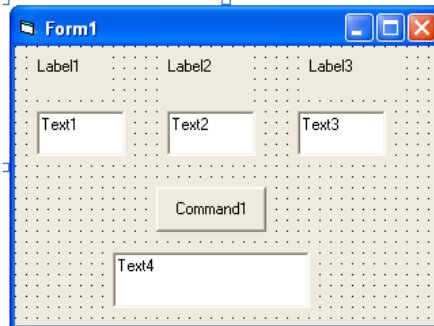 Form1
Label1 Label2 Label3
Text1 Text2 Text3
Command1
Text4